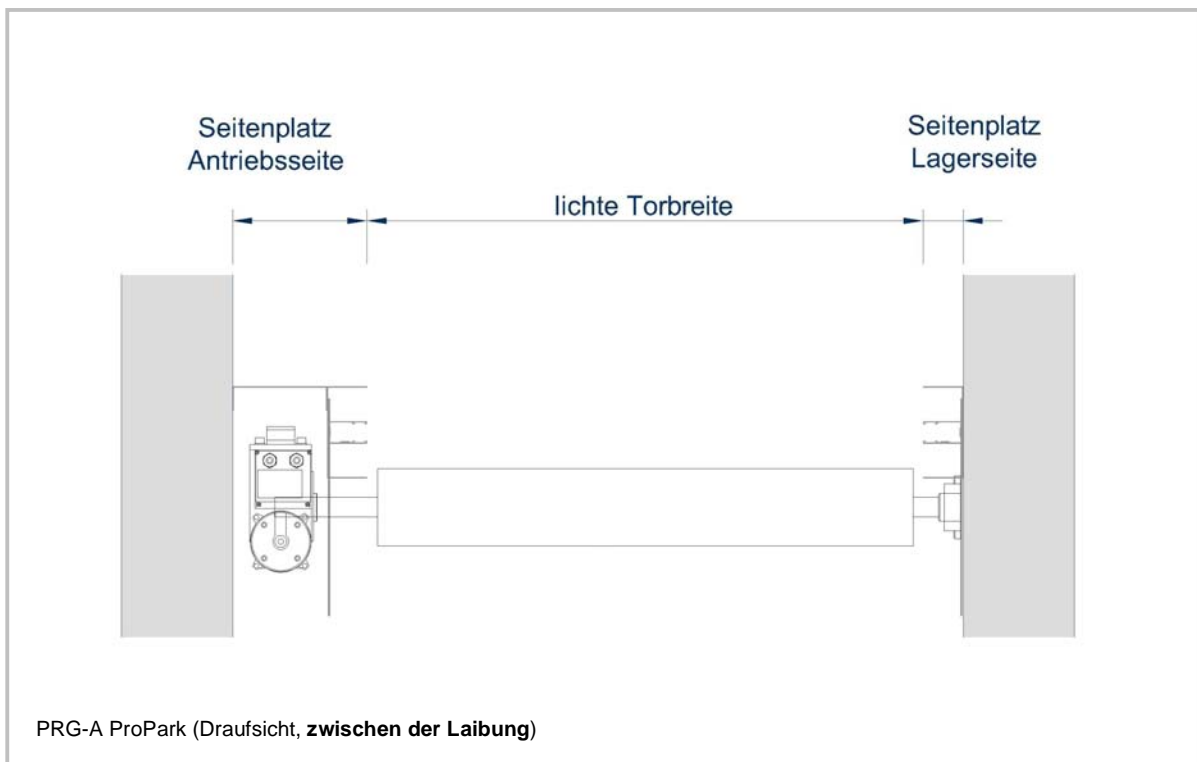 Seitenplatz
Antriebsseite
Seitenplatz
Lagerseite
lichte Torbreite
PRG-A ProPark (Draufsicht, zwischen der Laibung)